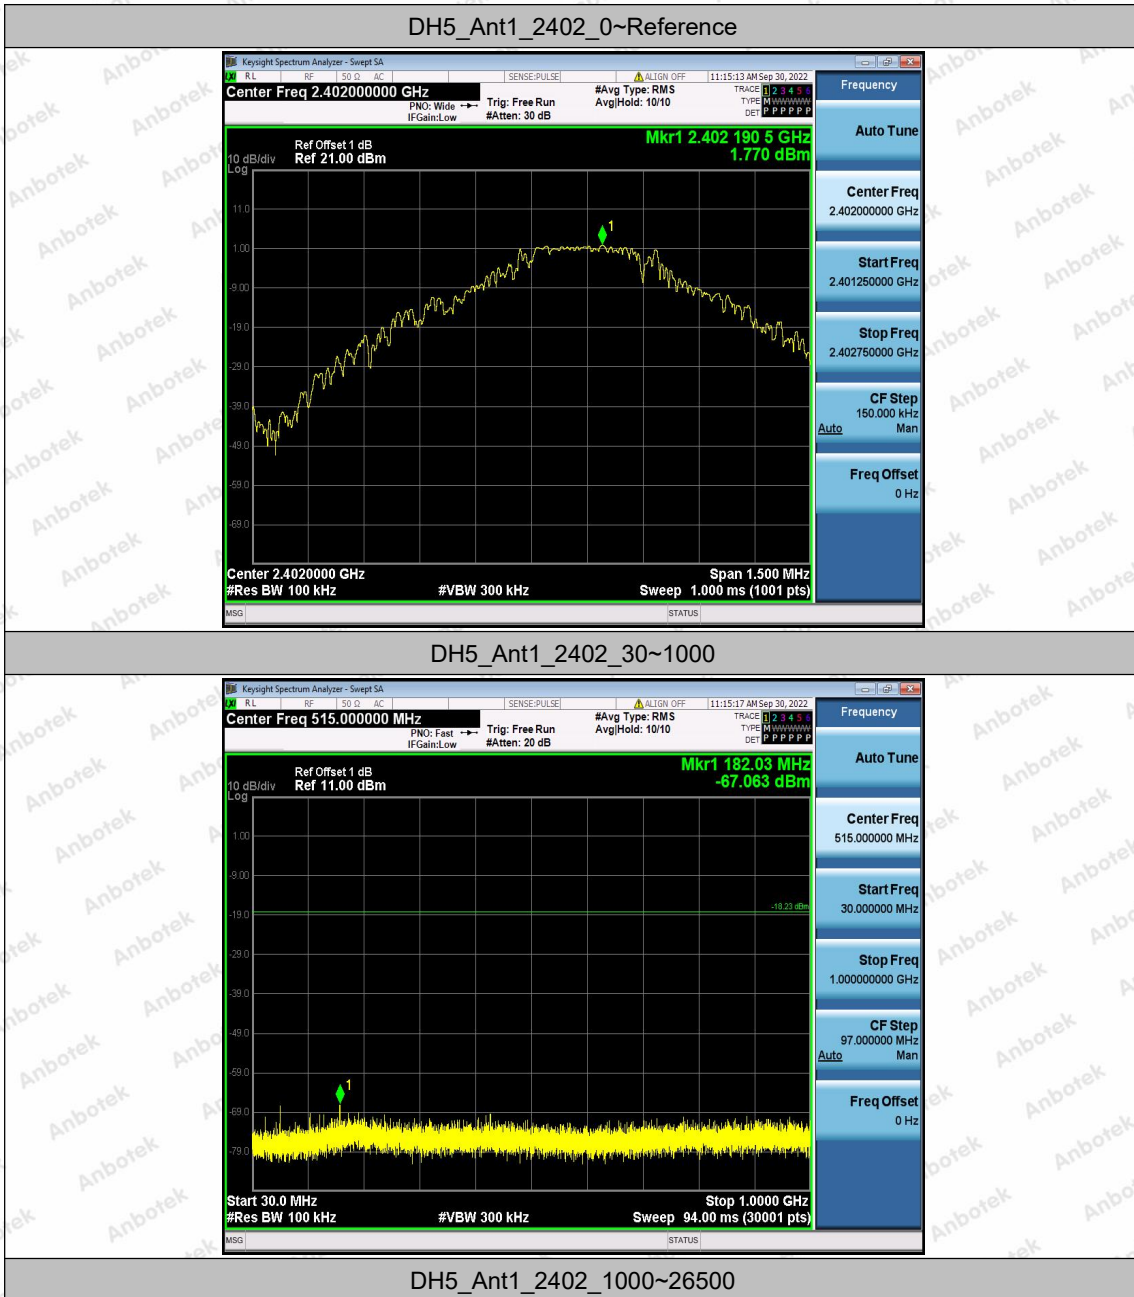 DH5_Ant1_2402_0~Reference
Keysight Spectrum Analyzer - Swept SA
RL RF 50 Ω AC SENSE:PULSE ALIGN OFF 11:15:13 AM Sep 30, 2022
Center Freq 2.402000000 GHz
PNO: Wide
IFGain:Low
Trig: Free Run
#Atten: 30 dB
#Avg Type: RMS
Avg|Hold: 10/10
TRACE 1 2 3 4 5 6
TYPE M WWWWW
DET P P P P P P
Ref Offset 1 dB
10 dB/div Ref 21.00 dBm
Log
Mkr1 2.402 190 5 GHz
1.770 dBm
11.0
1.00
-9.00
-19.0
-29.0
-39.0
-49.0
-59.0
-69.0
1
Center 2.4020000 GHz Span 1.500 MHz
#Res BW 100 kHz #VBW 300 kHz Sweep 1.000 ms (1001 pts)
MSG STATUS
Frequency
Auto Tune
Center Freq
2.402000000 GHz
Start Freq
2.401250000 GHz
Stop Freq
2.402750000 GHz
CF Step
150.000 kHz
Auto Man
Freq Offset
0 Hz
DH5_Ant1_2402_30~1000
Keysight Spectrum Analyzer - Swept SA
RL RF 50 Ω AC SENSE:PULSE ALIGN OFF 11:15:17 AM Sep 30, 2022
Center Freq 515.000000 MHz
PNO: Fast
IFGain:Low
Trig: Free Run
#Atten: 20 dB
#Avg Type: RMS
Avg|Hold: 10/10
TRACE 1 2 3 4 5 6
TYPE M WWWWW
DET P P P P P P
Ref Offset 1 dB
10 dB/div Ref 11.00 dBm
Log
Mkr1 182.03 MHz
-67.063 dBm
1.00
-9.00
-19.0
-29.0
-39.0
-49.0
-59.0
-69.0
-79.0
-18.23 dBm
1
Start 30.0 MHz Stop 1.0000 GHz
#Res BW 100 kHz #VBW 300 kHz Sweep 94.00 ms (30001 pts)
MSG STATUS
Frequency
Auto Tune
Center Freq
515.000000 MHz
Start Freq
30.000000 MHz
Stop Freq
1.000000000 GHz
CF Step
97.000000 MHz
Auto Man
Freq Offset
0 Hz
DH5_Ant1_2402_1000~26500
Anbotek